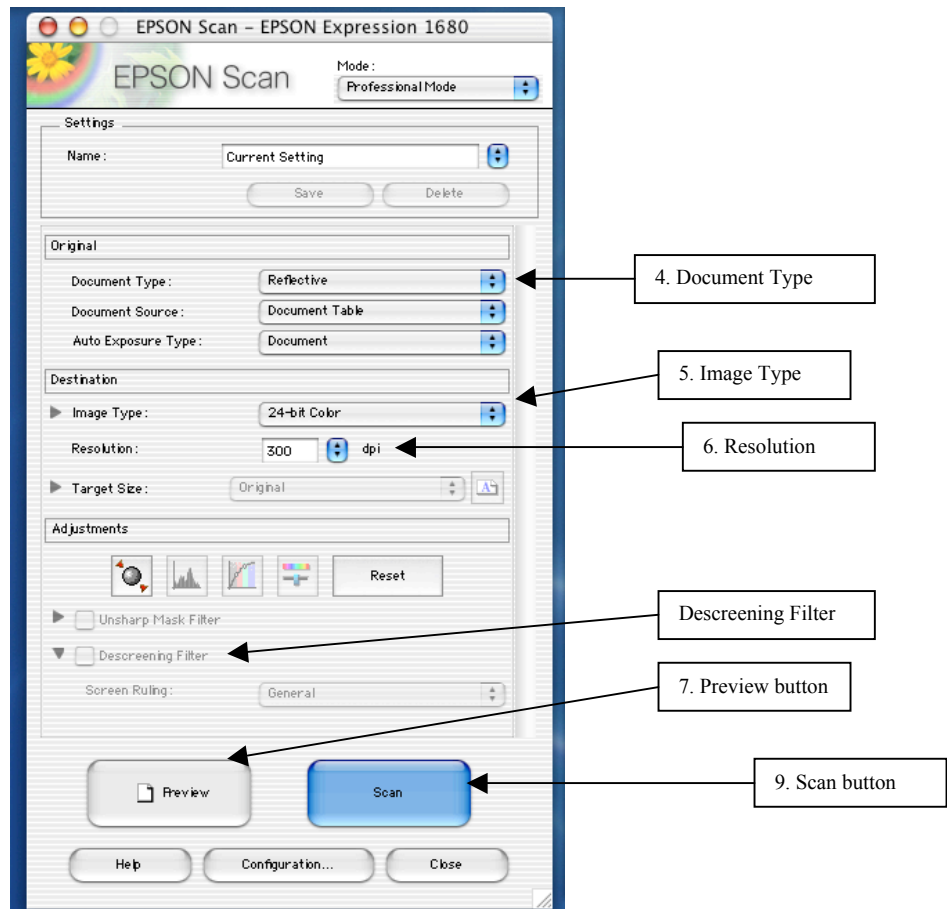 EPSON Scan – EPSON Expression 1680
EPSON Scan
Mode:
Professional Mode
Settings
Name:
Current Setting
Save
Delete
Original
Document Type:
Reflective
4. Document Type
Document Source:
Document Table
Auto Exposure Type:
Document
Destination
5. Image Type
Image Type:
24-bit Color
Resolution:
300
dpi
6. Resolution
Target Size:
Original
A
Adjustments
Reset
Unsharp Mask Filter
Descreening Filter
Descreening Filter
Screen Ruling:
General
7. Preview button
Preview
Scan
9. Scan button
Help
Configuration...
Close